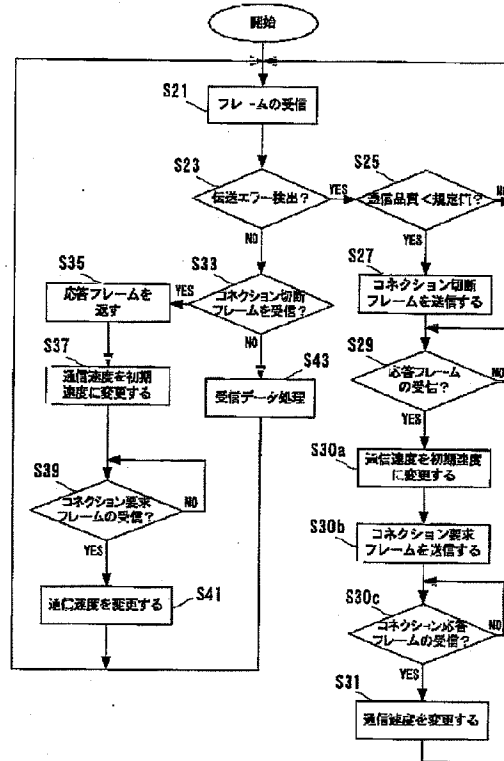 開始
S21
フレームの受信
S23
伝送エラー検出？
YES
NO
S25
通信品質＜規定値？
NO
YES
S27
コネクション切断
フレームを送信する
S29
応答フレーム
の受信？
NO
YES
S30a
通信速度を初期速度
に変更する
S30b
コネクション要求
フレームを送信する
S30c
コネクション応答
フレームの受信？
NO
YES
S31
通信速度を変更する
S33
コネクション切断
フレームを受信？
YES
NO
S43
受信データ処理
S35
応答フレームを
返す
S37
通信速度を初期
速度に変更する
S39
コネクション要求
フレームの受信？
NO
YES
S41
通信速度を変更する